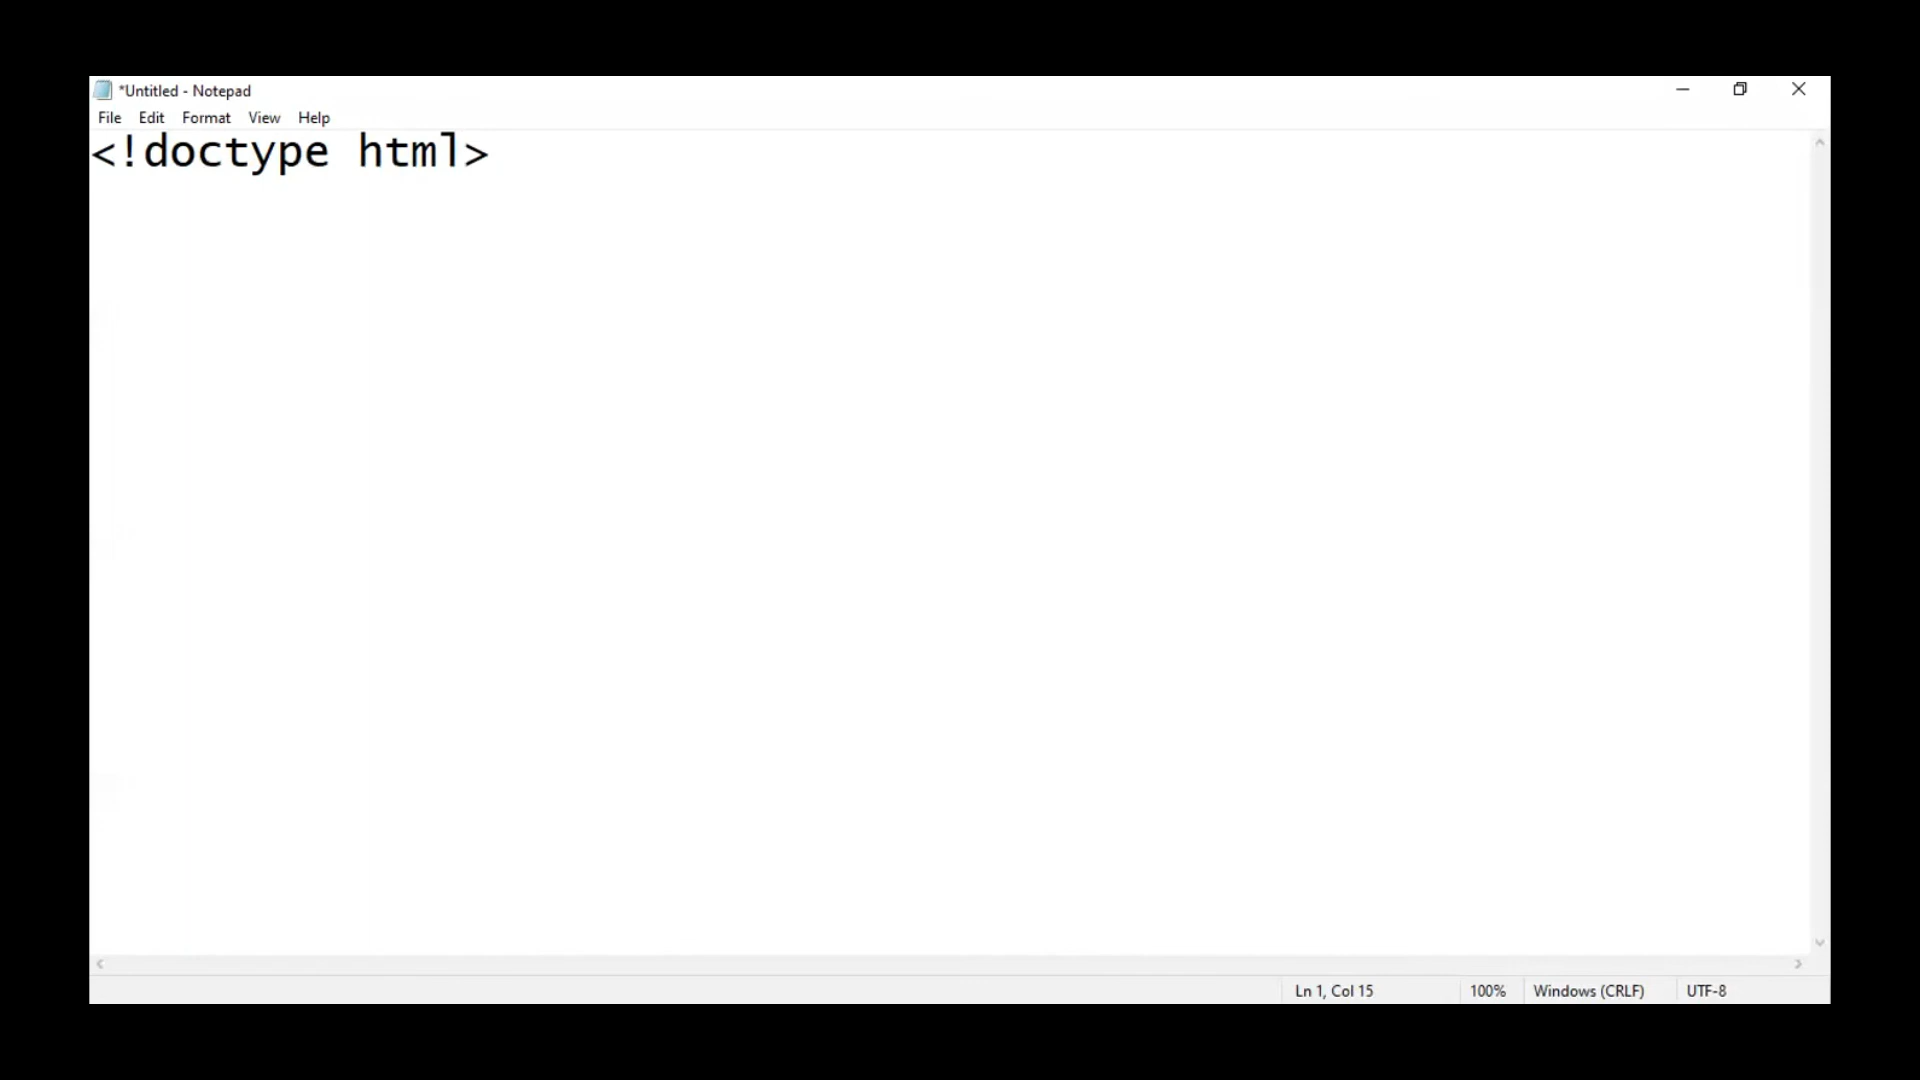 *Untitled - Notepad
File Edit Format View Help
<!doctype html>
Ln 1, Col 15 100% Windows (CRLF) UTF-8